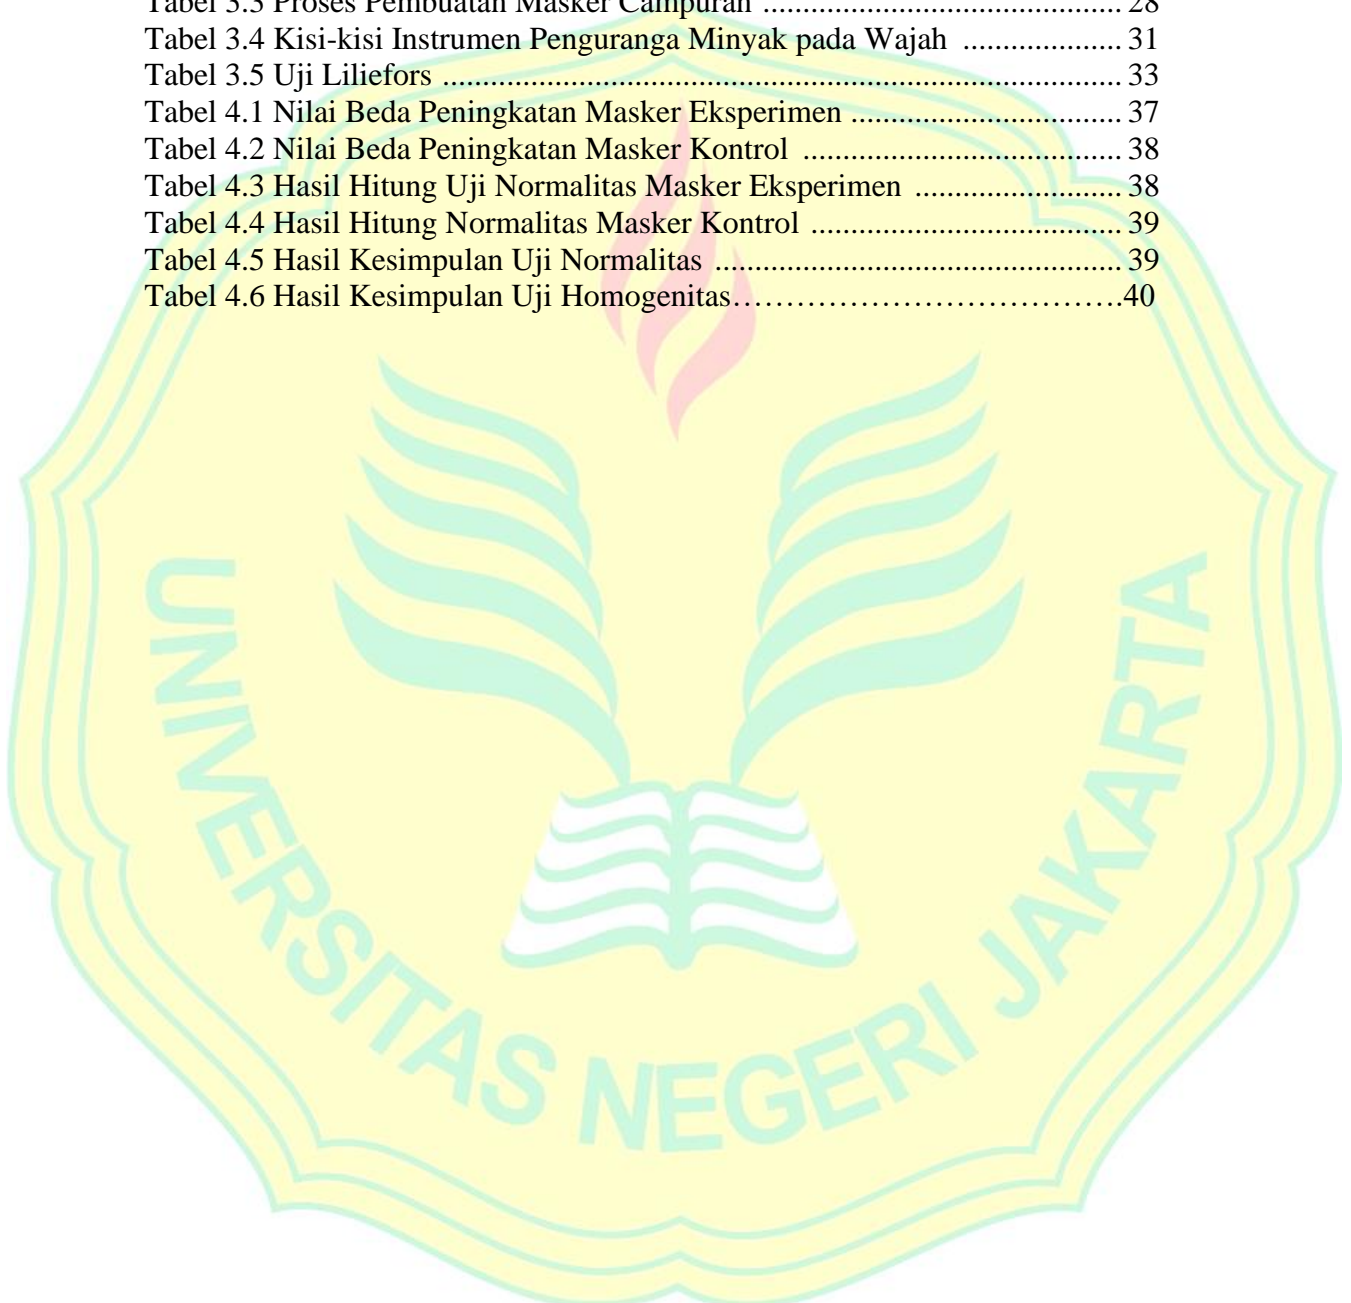 Tabel 3.3 Proses Pembuatan Masker Campuran ............................................. 28
Tabel 3.4 Kisi-kisi Instrumen Penguranga Minyak pada Wajah .................... 31
Tabel 3.5 Uji Liliefors ...................................................................................... 33
Tabel 4.1 Nilai Beda Peningkatan Masker Eksperimen .................................. 37
Tabel 4.2 Nilai Beda Peningkatan Masker Kontrol ........................................ 38
Tabel 4.3 Hasil Hitung Uji Normalitas Masker Eksperimen .......................... 38
Tabel 4.4 Hasil Hitung Normalitas Masker Kontrol ....................................... 39
Tabel 4.5 Hasil Kesimpulan Uji Normalitas ................................................... 39
Tabel 4.6 Hasil Kesimpulan Uji Homogenitas……………………………….40
UNIVERSITAS NEGERI JAKARTA